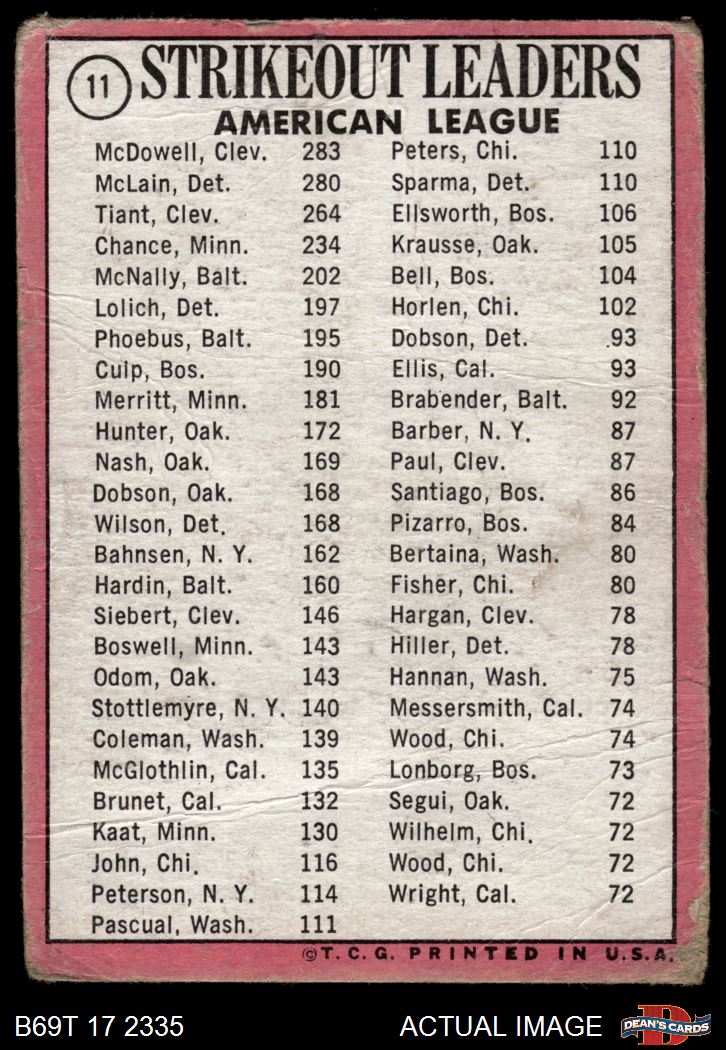 11 STRIKEOUT LEADERS
AMERICAN LEAGUE
McDowell, Clev. 283
McLain, Det. 280
Tiant, Clev. 264
Chance, Minn. 234
McNally, Balt. 202
Lolich, Det. 197
Phoebus, Balt. 195
Culp, Bos. 190
Merritt, Minn. 181
Hunter, Oak. 172
Nash, Oak. 169
Dobson, Oak. 168
Wilson, Det. 168
Bahnsen, N. Y. 162
Hardin, Balt. 160
Siebert, Clev. 146
Boswell, Minn. 143
Odom, Oak. 143
Stottlemyre, N. Y. 140
Coleman, Wash. 139
McGlothlin, Cal. 135
Brunet, Cal. 132
Kaat, Minn. 130
John, Chi. 116
Peterson, N. Y. 114
Pascual, Wash. 111
Peters, Chi. 110
Sparma, Det. 110
Ellsworth, Bos. 106
Krausse, Oak. 105
Bell, Bos. 104
Horlen, Chi. 102
Dobson, Det. 93
Ellis, Cal. 93
Brabender, Balt. 92
Barber, N. Y. 87
Paul, Clev. 87
Santiago, Bos. 86
Pizarro, Bos. 84
Bertaina, Wash. 80
Fisher, Chi. 80
Hargan, Clev. 78
Hiller, Det. 78
Hannan, Wash. 75
Messersmith, Cal. 74
Wood, Chi. 74
Lonborg, Bos. 73
Segui, Oak. 72
Wilhelm, Chi. 72
Wood, Chi. 72
Wright, Cal. 72
©T. C. G. PRINTED IN U.S.A.
B69T 17 2335 ACTUAL IMAGE D DEAN'S CARDS